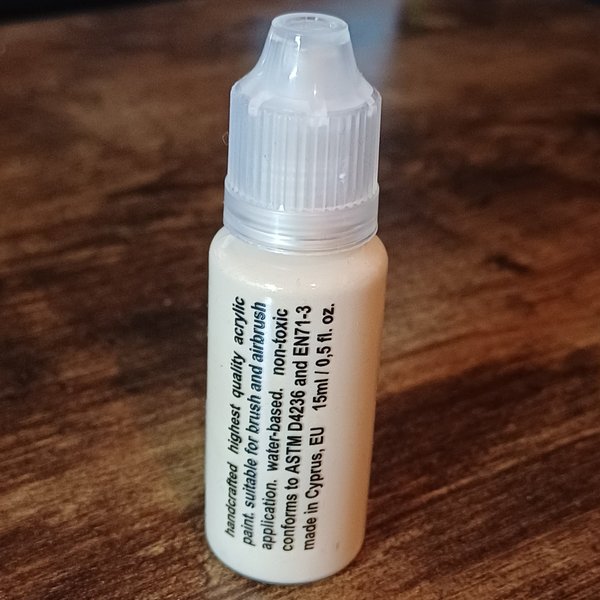 handcrafted highest quality acrylic
paint. suitable for brush and airbrush
application. water-based. non-toxic
conforms to ASTM D4236 and EN71-3
made in Cyprus, EU 15ml / 0,5 fl. oz.